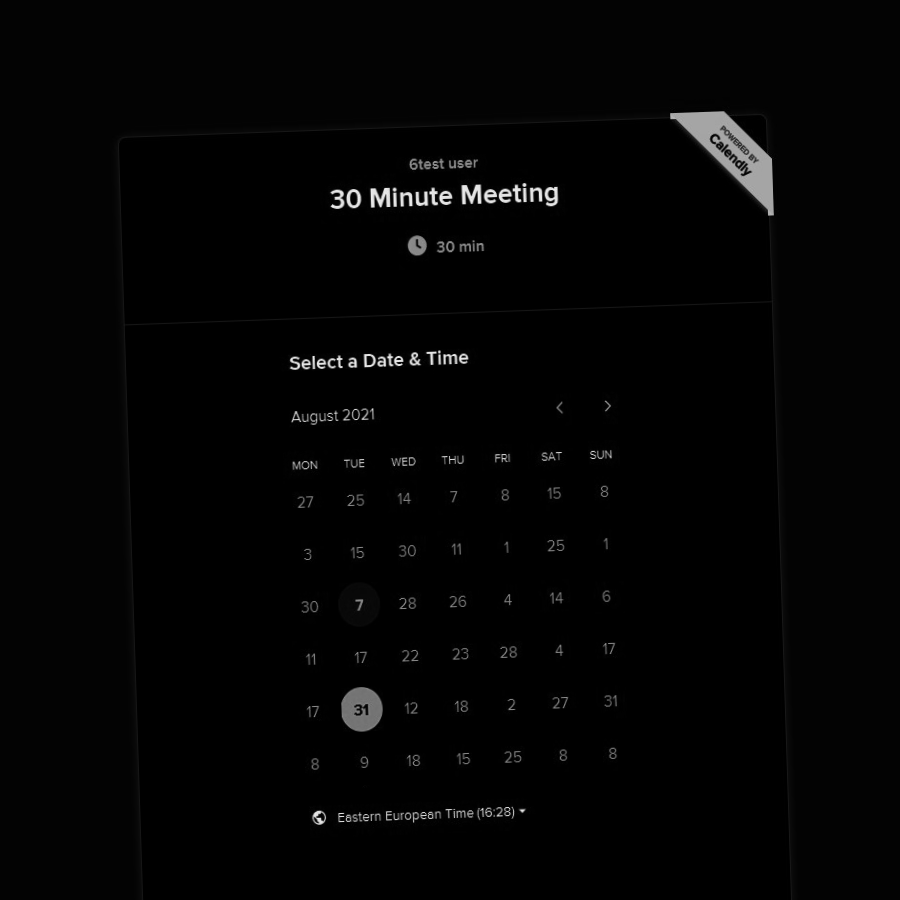 POWERED BY
Calendly
6test user
30 Minute Meeting
30 min
Select a Date & Time
August 2021
MON TUE WED THU FRI SAT SUN
27 25 14 7 8 15 8
3 15 30 11 1 25 1
30 7 28 26 4 14 6
11 17 22 23 28 4 17
17 31 12 18 2 27 31
8 9 18 15 25 8 8
Eastern European Time (16:28)